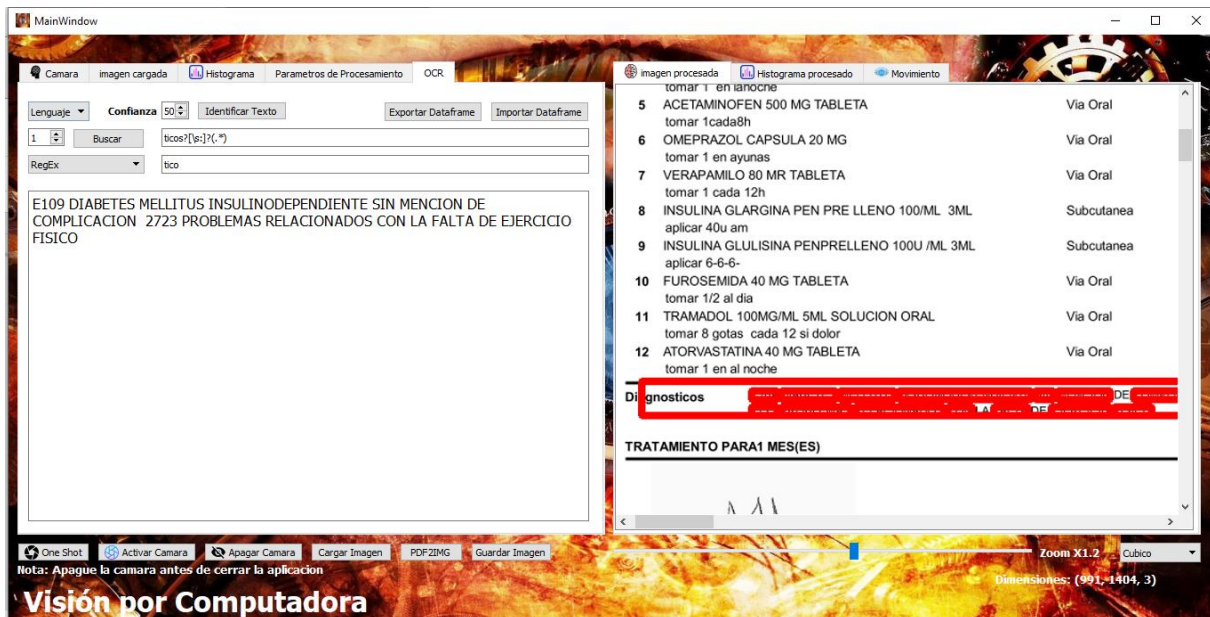 MainWindow
Camara
imagen cargada
Histograma
Parametros de Procesamiento
OCR
Lenguaje
Confianza
50
Identificar Texto
Exportar Dataframe
Importar Dataframe
1
Buscar
ticos?[\s:]?(.*)
RegEx
tico
E109 DIABETES MELLITUS INSULINODEPENDIENTE SIN MENCION DE
COMPLICACION 2723 PROBLEMAS RELACIONADOS CON LA FALTA DE EJERCICIO
FISICO
imagen procesada
Histograma procesado
Movimiento
tomar 1 en lanoche
5 ACETAMINOFEN 500 MG TABLETA Via Oral
tomar 1cada8h
6 OMEPRAZOL CAPSULA 20 MG Via Oral
tomar 1 en ayunas
7 VERAPAMILO 80 MR TABLETA Via Oral
tomar 1 cada 12h
8 INSULINA GLARGINA PEN PRE LLENO 100/ML 3ML Subcutanea
aplicar 40u am
9 INSULINA GLULISINA PENPRELLENO 100U /ML 3ML Subcutanea
aplicar 6-6-6-
10 FUROSEMIDA 40 MG TABLETA Via Oral
tomar 1/2 al dia
11 TRAMADOL 100MG/ML 5ML SOLUCION ORAL Via Oral
tomar 8 gotas cada 12 si dolor
12 ATORVASTATINA 40 MG TABLETA Via Oral
tomar 1 en al noche
Diagnosticos DE
LA DE
TRATAMIENTO PARA1 MES(ES)
One Shot
Activar Camara
Apagar Camara
Cargar Imagen
PDF2IMG
Guardar Imagen
Zoom X1.2
Cubico
Nota: Apague la camara antes de cerrar la aplicacion
Dimensiones: (991, 1404, 3)
Visión por Computadora